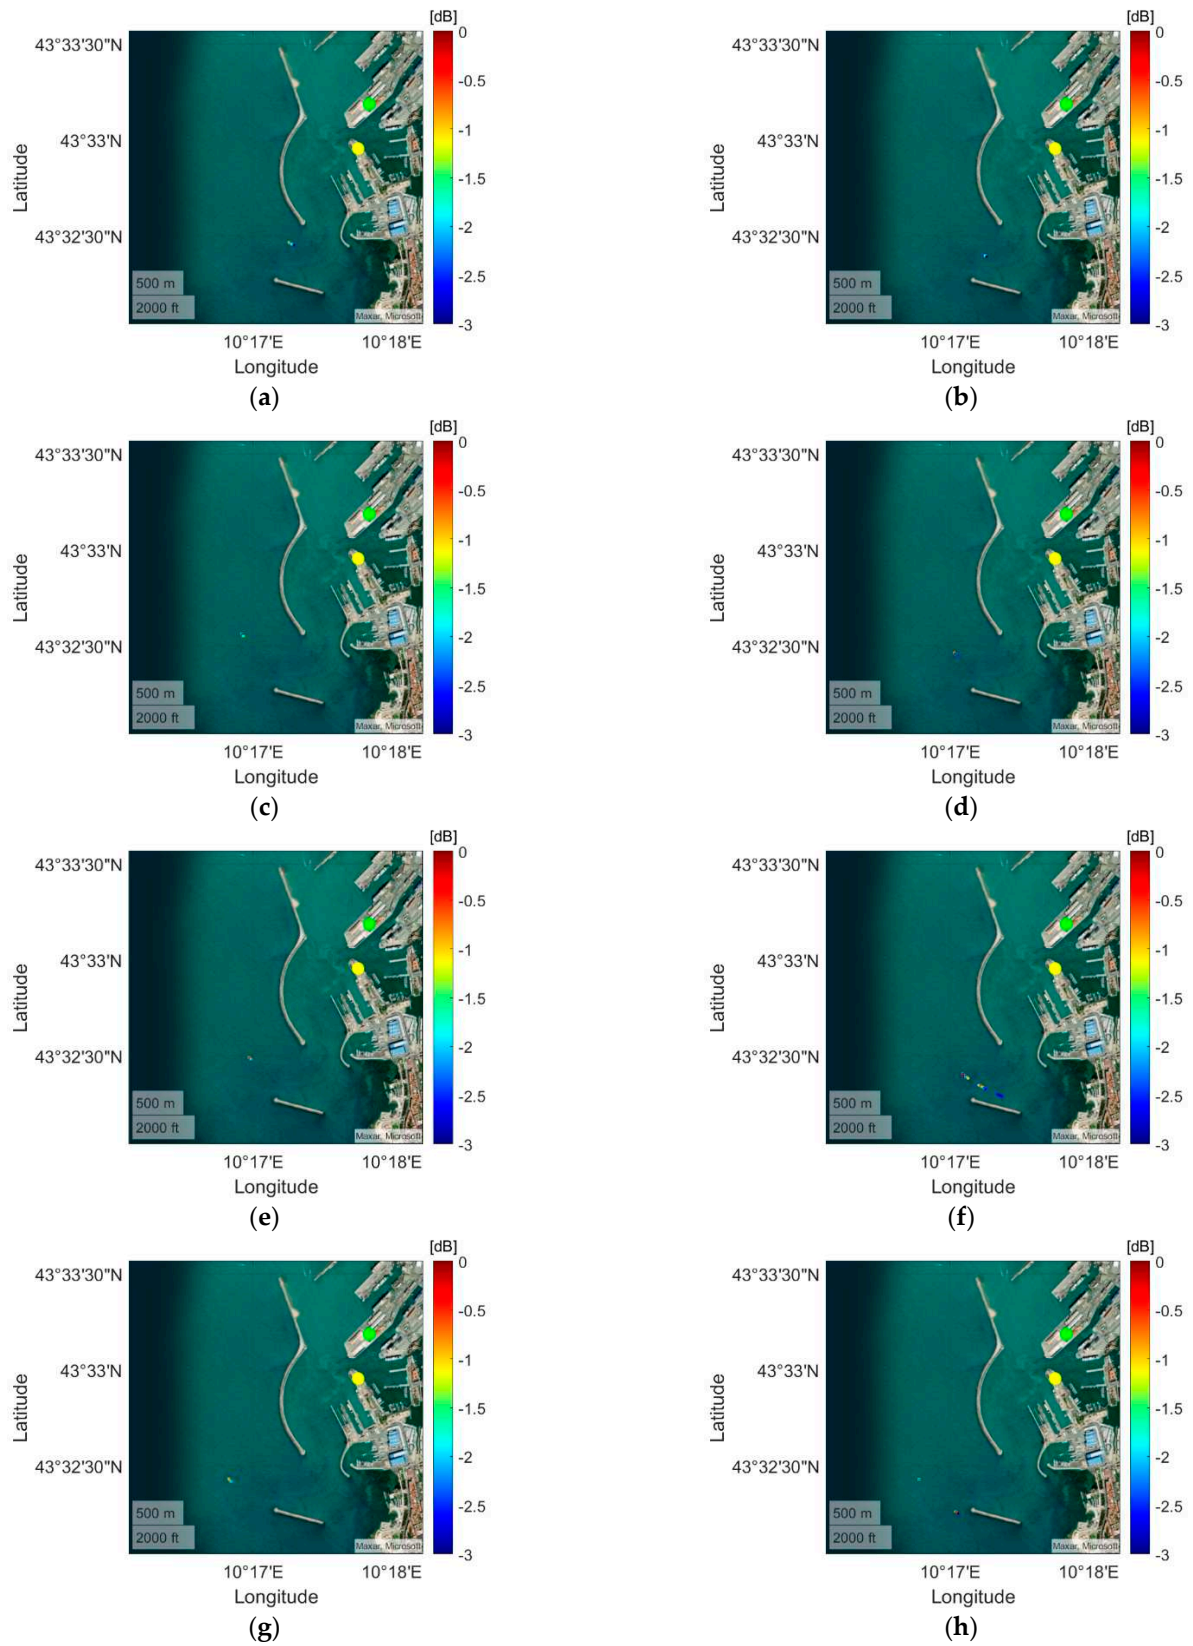 [dB]
0
43°33'30"N
-0.5
-1
43°33'N
-1.5
Latitude
-2
43°32'30"N
-2.5
500 m
2000 ft
Maxar, Microsoft
-3
10°17'E 10°18'E
Longitude
(a)
[dB]
0
43°33'30"N
-0.5
-1
43°33'N
-1.5
Latitude
-2
43°32'30"N
-2.5
500 m
2000 ft
Maxar, Microsoft
-3
10°17'E 10°18'E
Longitude
(b)
[dB]
0
43°33'30"N
-0.5
-1
43°33'N
-1.5
Latitude
-2
43°32'30"N
-2.5
500 m
2000 ft
Maxar, Microsoft
-3
10°17'E 10°18'E
Longitude
(c)
[dB]
0
43°33'30"N
-0.5
-1
43°33'N
-1.5
Latitude
-2
43°32'30"N
-2.5
500 m
2000 ft
Maxar, Microsoft
-3
10°17'E 10°18'E
Longitude
(d)
[dB]
0
43°33'30"N
-0.5
-1
43°33'N
-1.5
Latitude
-2
43°32'30"N
-2.5
500 m
2000 ft
Maxar, Microsoft
-3
10°17'E 10°18'E
Longitude
(e)
[dB]
0
43°33'30"N
-0.5
-1
43°33'N
-1.5
Latitude
-2
43°32'30"N
-2.5
500 m
2000 ft
Maxar, Microsoft
-3
10°17'E 10°18'E
Longitude
(f)
[dB]
0
43°33'30"N
-0.5
-1
43°33'N
-1.5
Latitude
-2
43°32'30"N
-2.5
500 m
2000 ft
Maxar, Microsoft
-3
10°17'E 10°18'E
Longitude
(g)
[dB]
0
43°33'30"N
-0.5
-1
43°33'N
-1.5
Latitude
-2
43°32'30"N
-2.5
500 m
2000 ft
Maxar, Microsoft
-3
10°17'E 10°18'E
Longitude
(h)